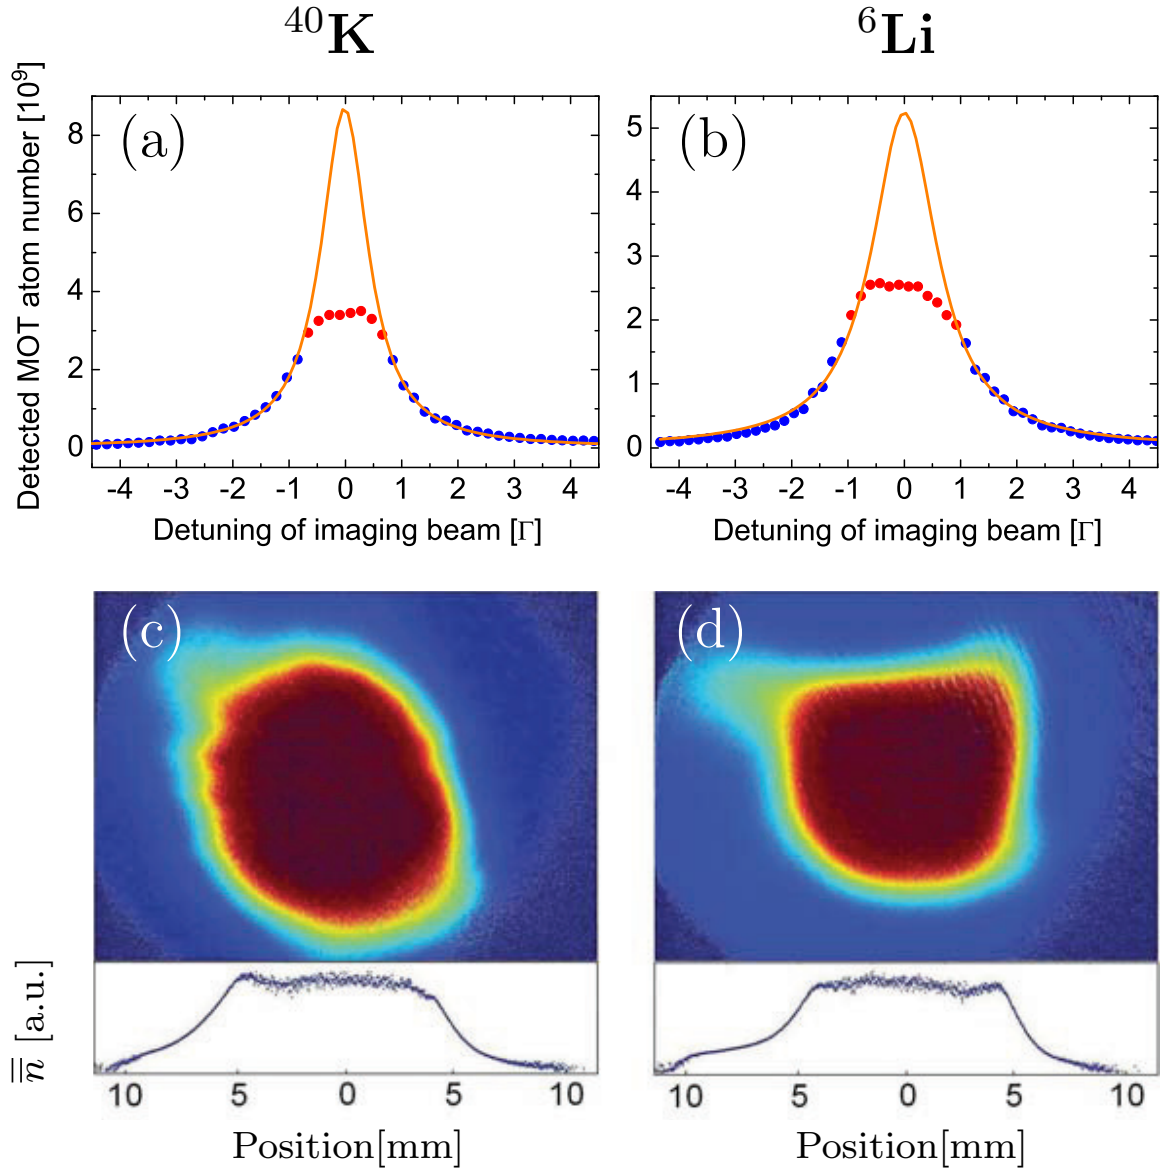 ⁴⁰K
⁶Li
Detected MOT atom number [10⁹]
(a)
8
6
4
2
0
-4 -3 -2 -1 0 1 2 3 4
Detuning of imaging beam [Γ]
(b)
5
4
3
2
1
0
-4 -3 -2 -1 0 1 2 3 4
Detuning of imaging beam [Γ]
(c)
(d)
n̿ [a.u.]
10 5 0 5 10
Position[mm]
10 5 0 5 10
Position[mm]